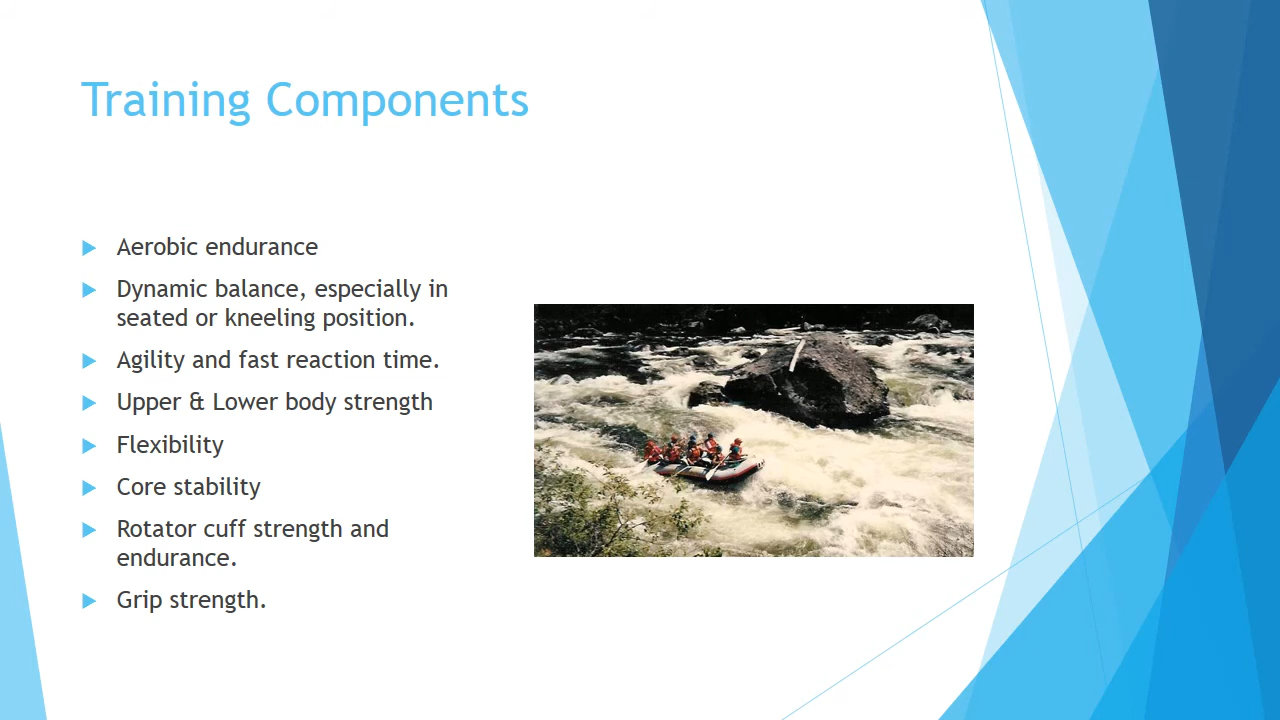 Training Components
Aerobic endurance
Dynamic balance, especially in
seated or kneeling position.
Agility and fast reaction time.
Upper & Lower body strength
Flexibility
Core stability
Rotator cuff strength and
endurance.
Grip strength.